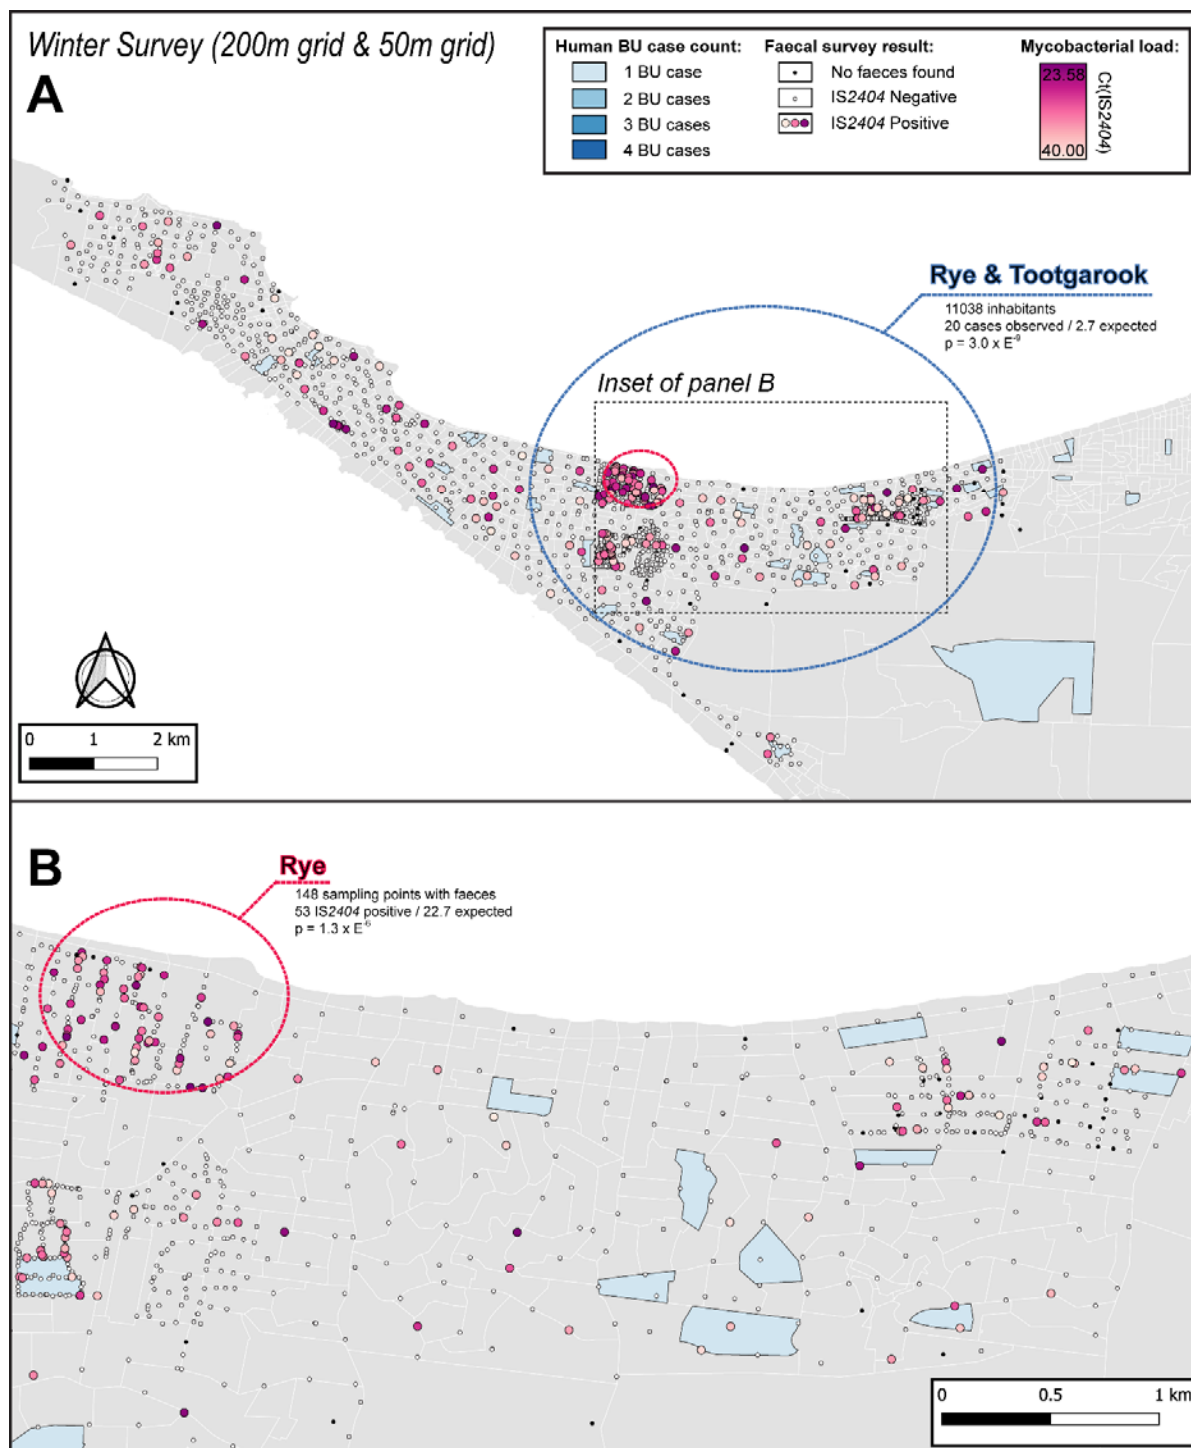 Winter Survey (200m grid & 50m grid)
A
Human BU case count:
1 BU case
2 BU cases
3 BU cases
4 BU cases
Faecal survey result:
No faeces found
IS2404 Negative
IS2404 Positive
Mycobacterial load:
23.58
40.00
Ct(IS2404)
Rye & Tootgarook
11038 inhabitants
20 cases observed / 2.7 expected
p = 3.0 x E-9
Inset of panel B
0 1 2 km
B
Rye
148 sampling points with faeces
53 IS2404 positive / 22.7 expected
p = 1.3 x E-6
0 0.5 1 km